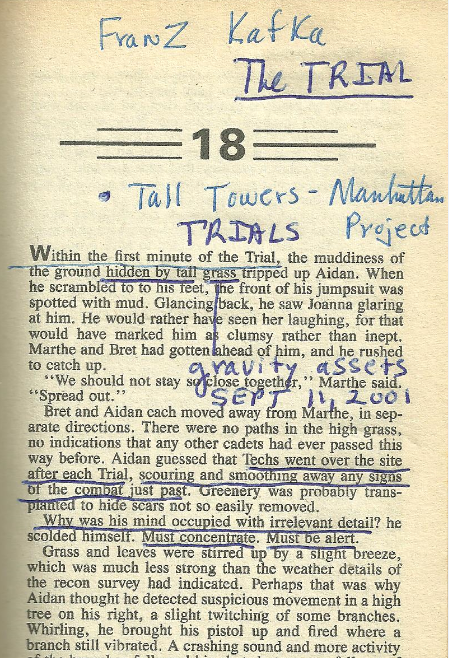 Franz Kafka
The TRIAL
18
• Tall Towers - Manhattan
TRIALS Project
Within the first minute of the Trial, the muddiness of
the ground hidden by tall grass tripped up Aidan. When
he scrambled to to his feet, the front of his jumpsuit was
spotted with mud. Glancing back, he saw Joanna glaring
at him. He would rather have seen her laughing, for that
would have marked him as clumsy rather than inept.
Marthe and Bret had gotten ahead of him, and he rushed
to catch up.
gravity assets
"We should not stay so close together," Marthe said.
"Spread out."
SEPT 11, 2001
Bret and Aidan each moved away from Marthe, in sep-
arate directions. There were no paths in the high grass,
no indications that any other cadets had ever passed this
way before. Aidan guessed that Techs went over the site
after each Trial, scouring and smoothing away any signs
of the combat just past. Greenery was probably trans-
planted to hide scars not so easily removed.
Why was his mind occupied with irrelevant detail? he
scolded himself. Must concentrate. Must be alert.
Grass and leaves were stirred up by a slight breeze,
which was much less strong than the weather details of
the recon survey had indicated. Perhaps that was why
Aidan thought he detected suspicious movement in a high
tree on his right, a slight twitching of some branches.
Whirling, he brought his pistol up and fired where a
branch still vibrated. A crashing sound and more activity